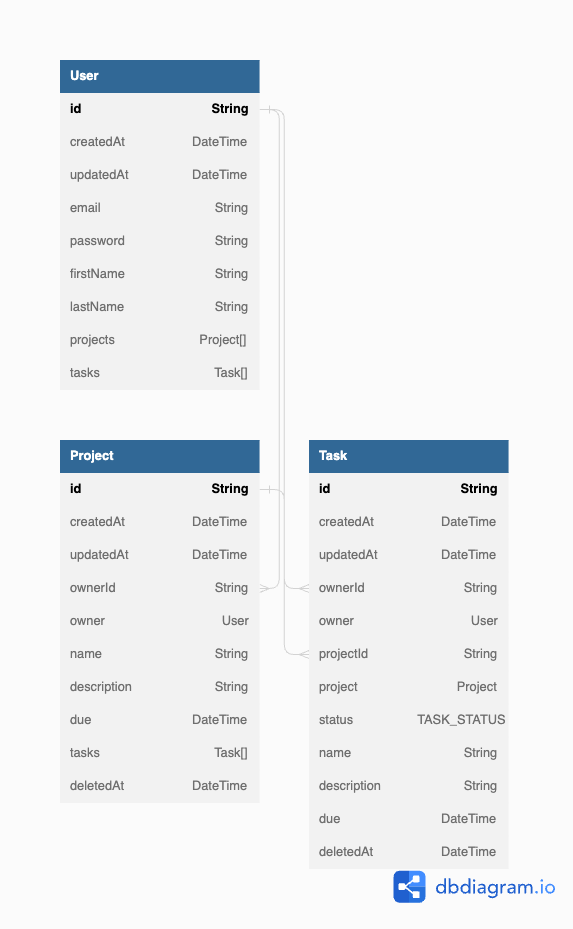 User
id String
createdAt DateTime
updatedAt DateTime
email String
password String
firstName String
lastName String
projects Project[]
tasks Task[]
Project
id String
createdAt DateTime
updatedAt DateTime
ownerId String
owner User
name String
description String
due DateTime
tasks Task[]
deletedAt DateTime
Task
id String
createdAt DateTime
updatedAt DateTime
ownerId String
owner User
projectId String
project Project
status TASK_STATUS
name String
description String
due DateTime
deletedAt DateTime
dbdiagram.io